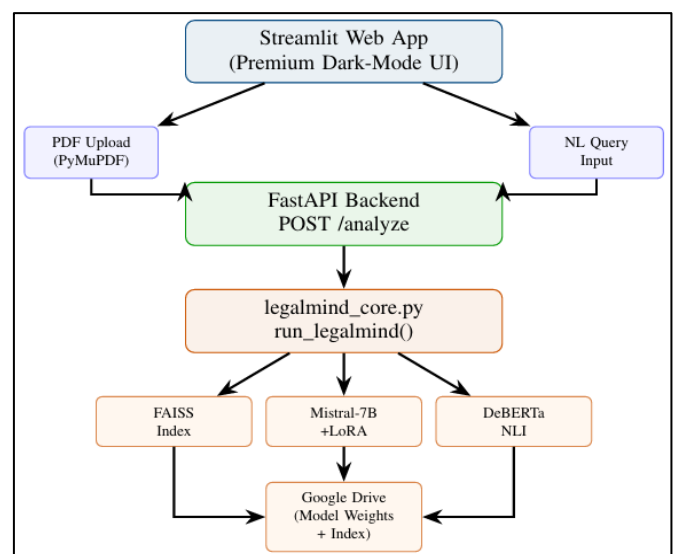 Streamlit Web App
(Premium Dark-Mode UI)
PDF Upload
(PyMuPDF)
NL Query
Input
FastAPI Backend
POST /analyze
legalmind_core.py
run_legalmind()
FAISS
Index
Mistral-7B
+LoRA
DeBERTa
NLI
Google Drive
(Model Weights
+ Index)